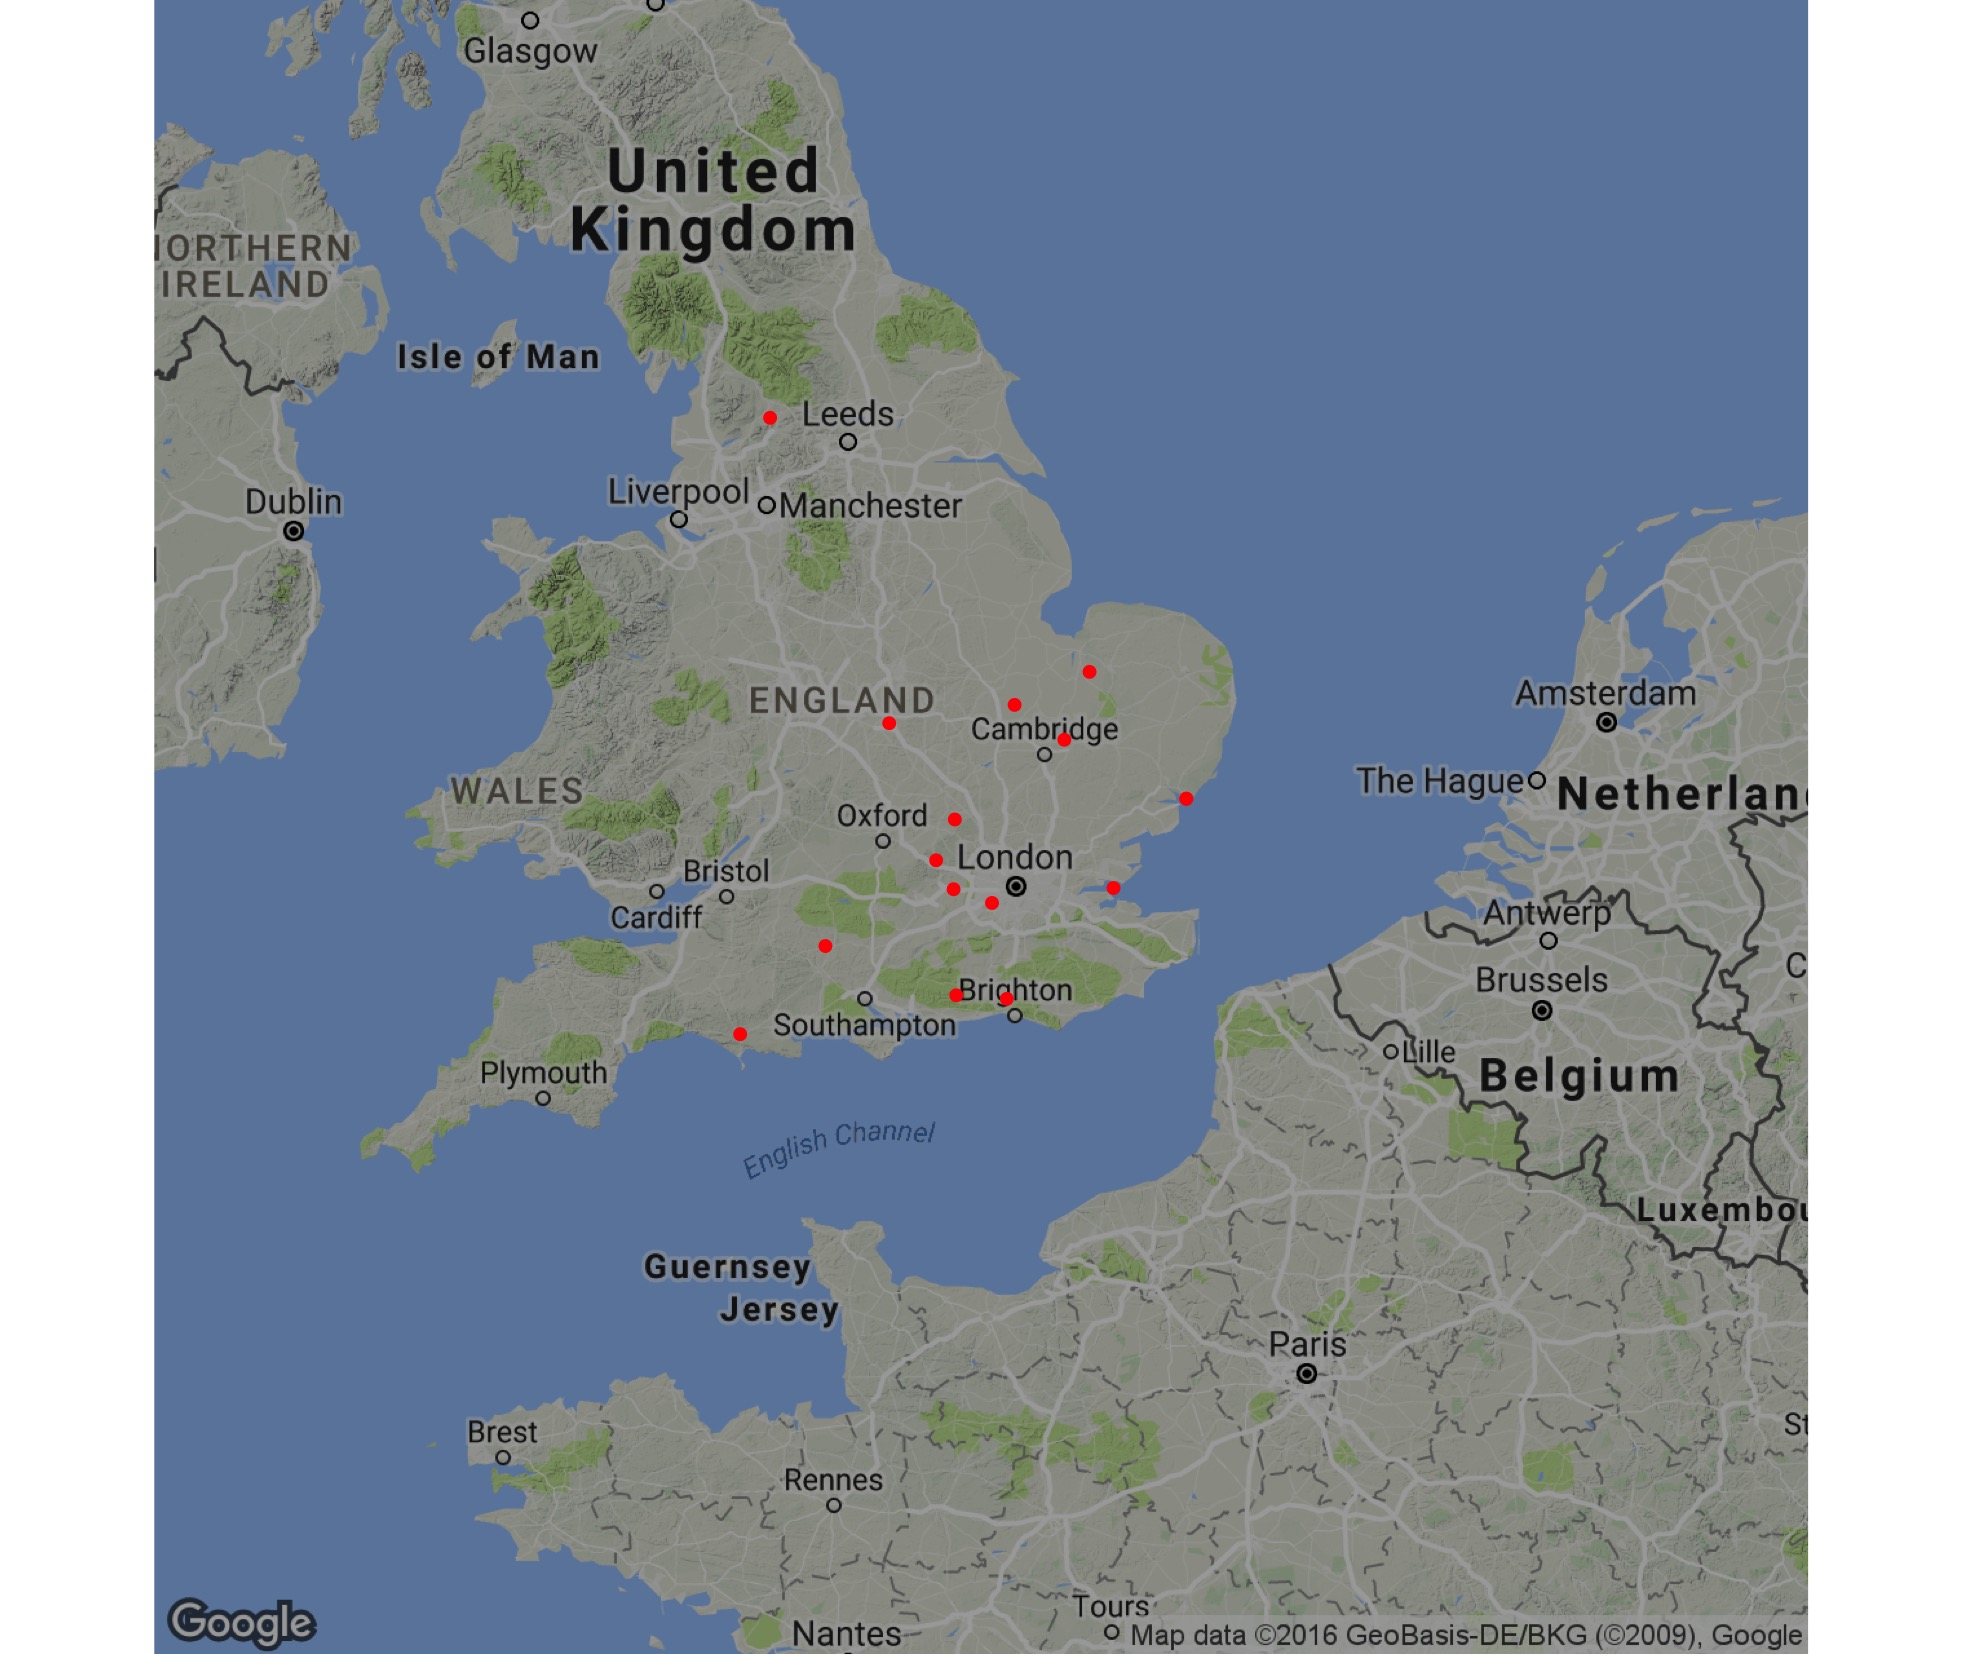 Glasgow
United
Kingdom
IORTHERN
IRELAND
Isle of Man
Leeds
Dublin
Liverpool
Manchester
ENGLAND
Cambridge
Amsterdam
WALES
The Hague
Netherlan
Oxford
London
Bristol
Cardiff
Antwerp
Brussels
C
Brighton
Southampton
Lille
Plymouth
Belgium
English Channel
Luxembou
Guernsey
Jersey
Paris
Brest
St
Rennes
Tours
Nantes
Google
Map data ©2016 GeoBasis-DE/BKG (©2009), Google